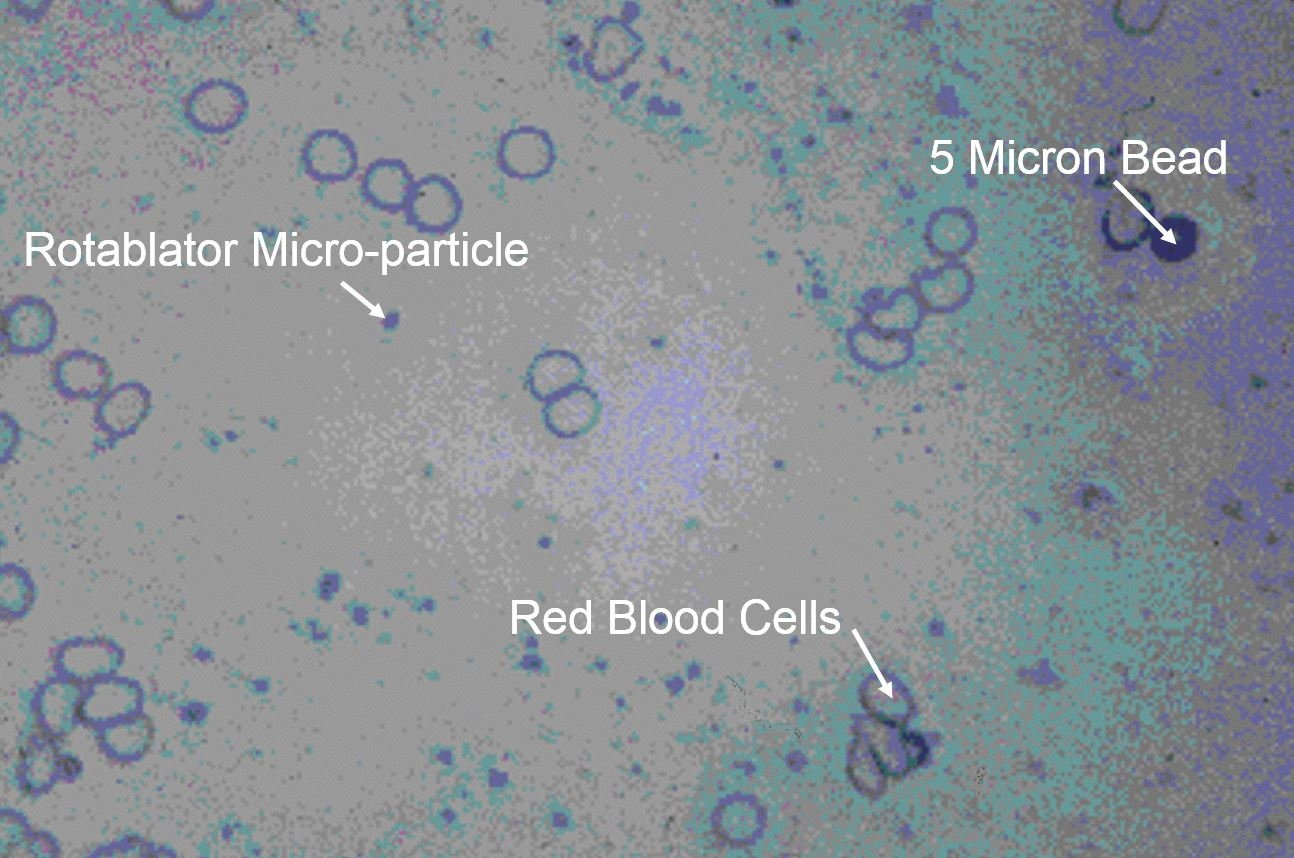 5 Micron Bead
Rotablator Micro-particle
Red Blood Cells